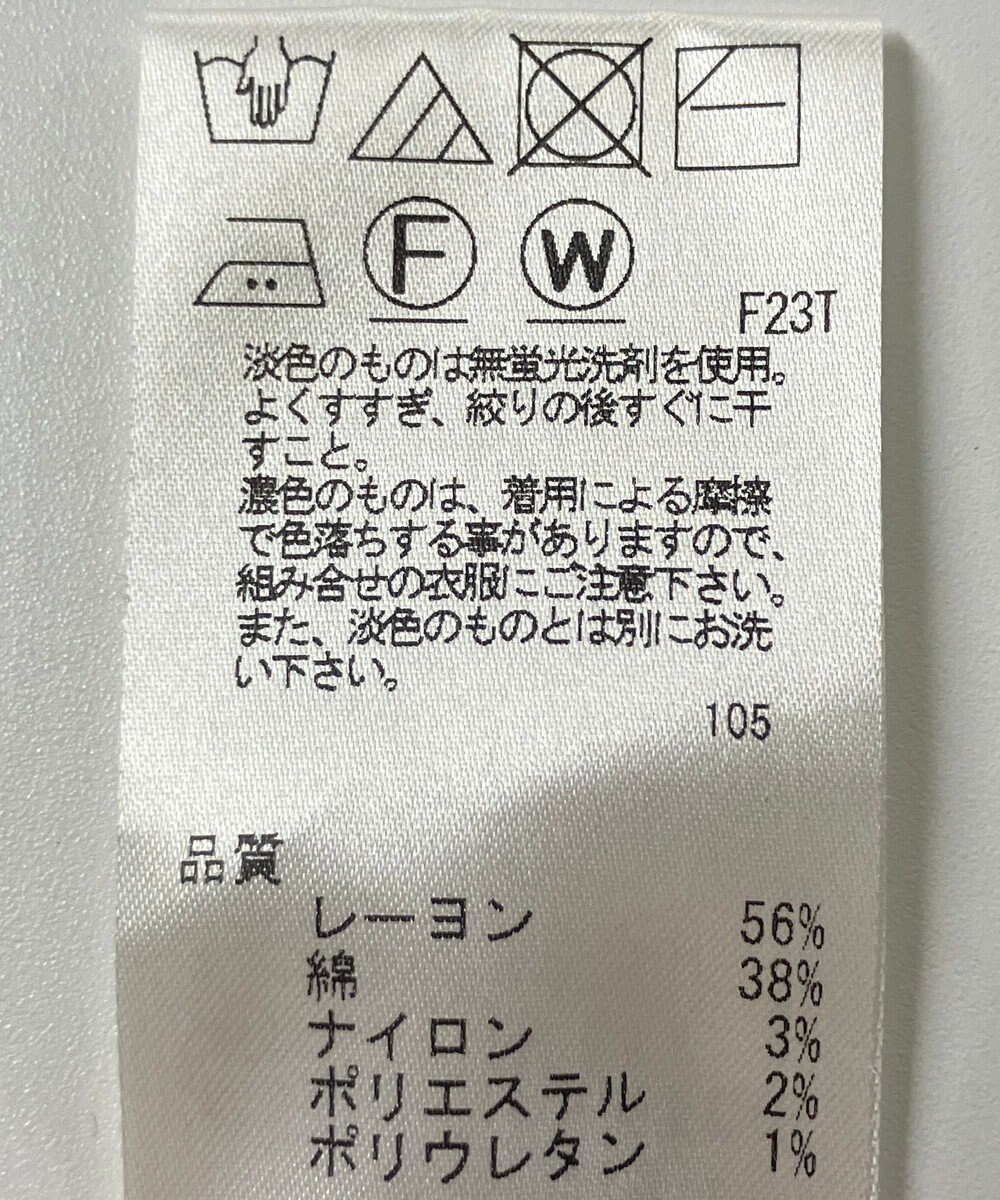 F
W
F23T
淡色のものは無蛍光洗剤を使用。
よくすすぎ、絞りの後すぐに干
すこと。
濃色のものは、着用による摩擦
で色落ちする事がありますので、
組み合せの衣服にご注意下さい。
また、淡色のものとは別にお洗
い下さい。
105
品質
レーヨン 56%
綿 38%
ナイロン 3%
ポリエステル 2%
ポリウレタン 1%